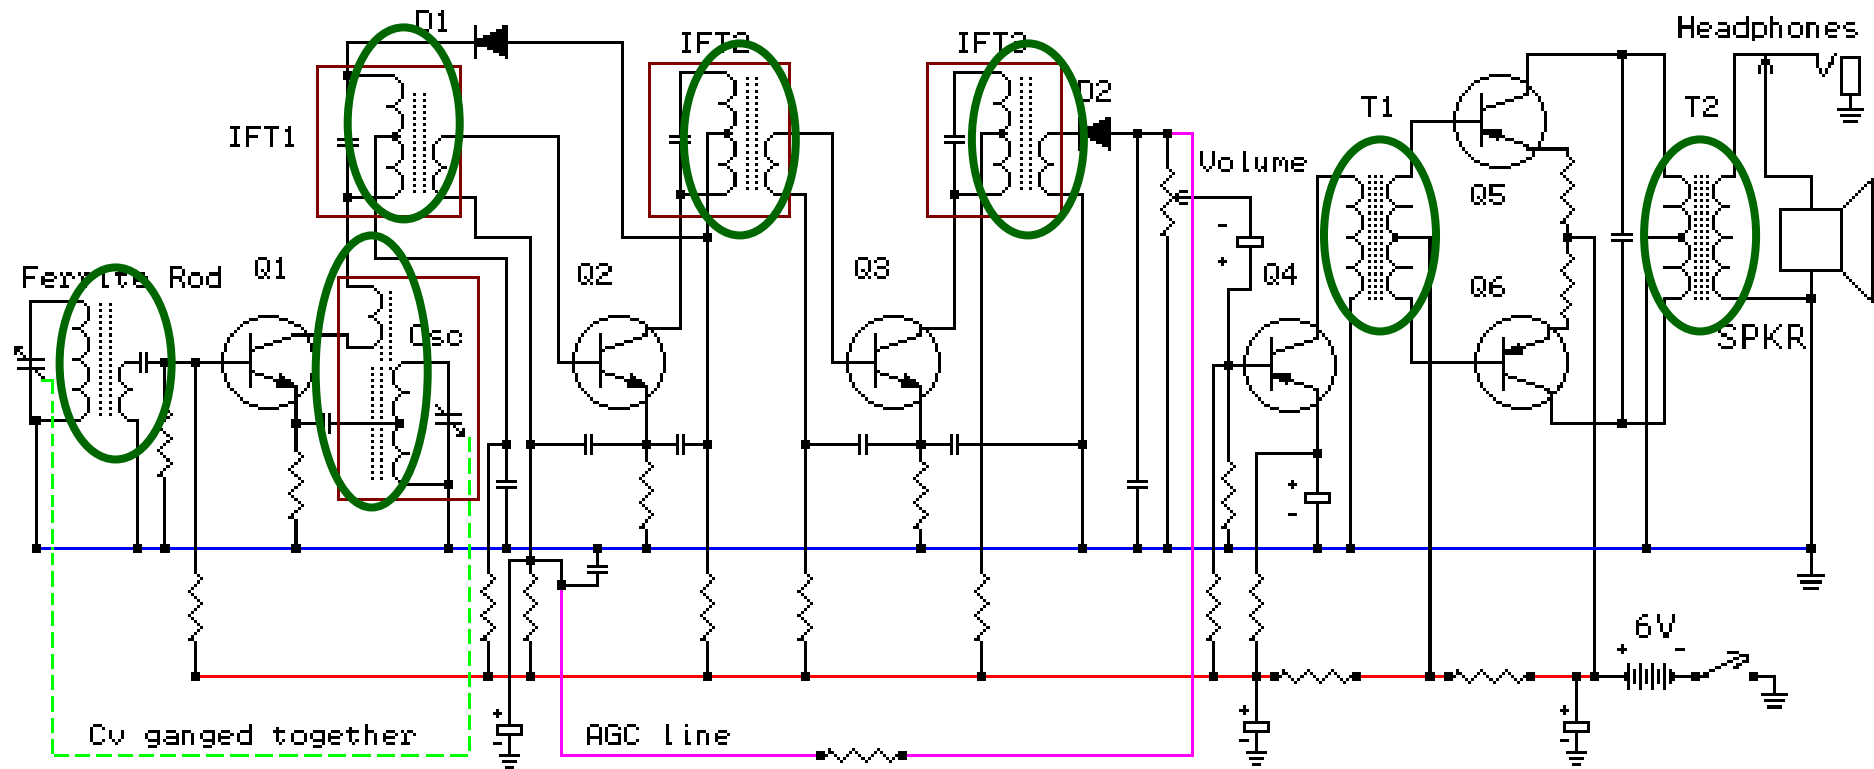 D1
IFT2
IFT3
Headphones
D2
T1
T2
IFT1
Volume
Q5
Ferrite Rod
Q1
Q2
Q3
Q4
Q6
Osc
SPKR
6V
Cv ganged together
AGC line